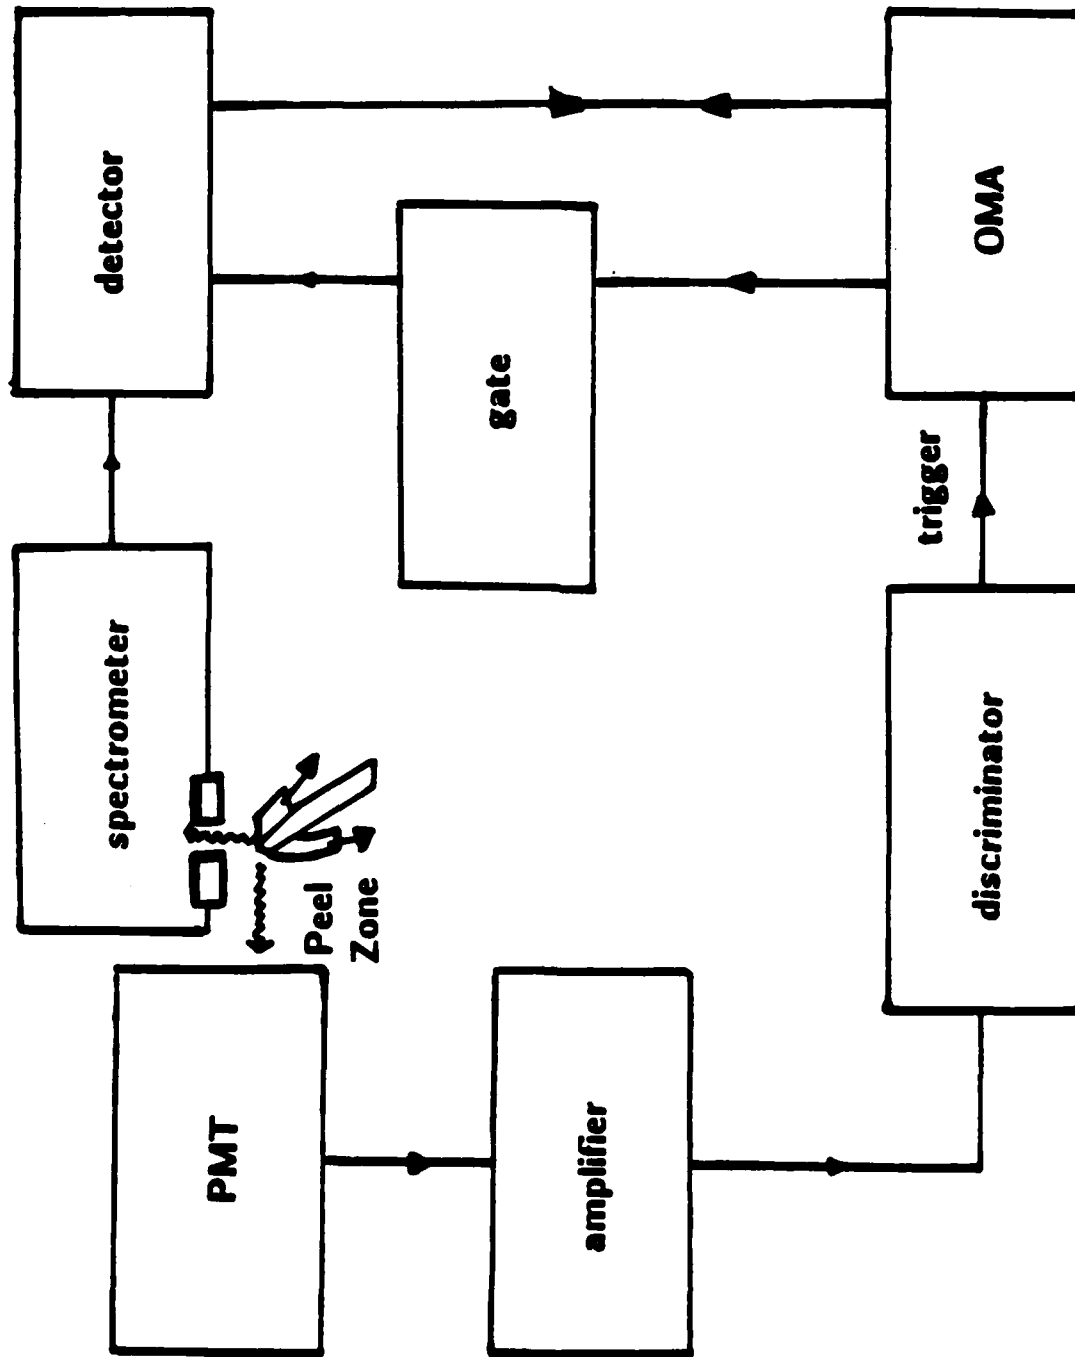 PMT
spectrometer
detector
Peel
Zone
amplifier
gate
discriminator
trigger
OMA